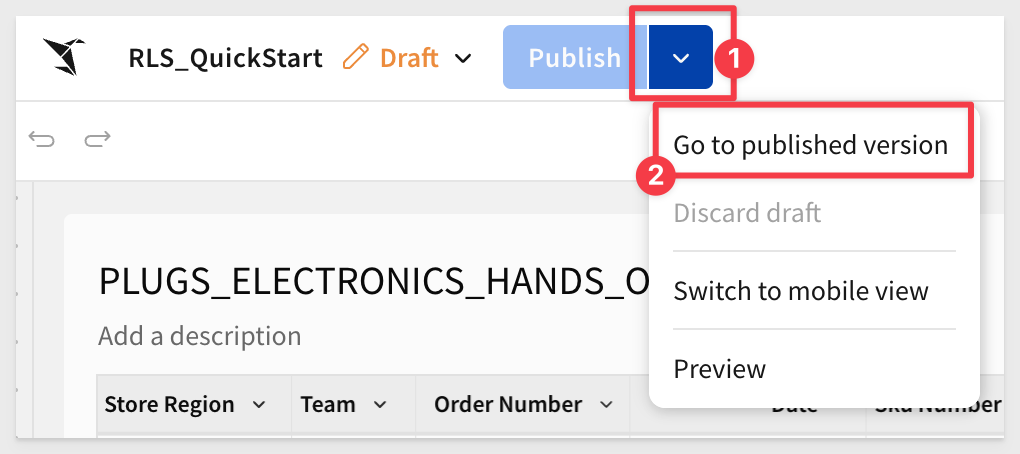 RLS_QuickStart Draft Publish 1
Go to published version
2
Discard draft
PLUGS_ELECTRONICS_HANDS_O
Switch to mobile view
Add a description
Preview
Store Region Team Order Number Date Sku Number